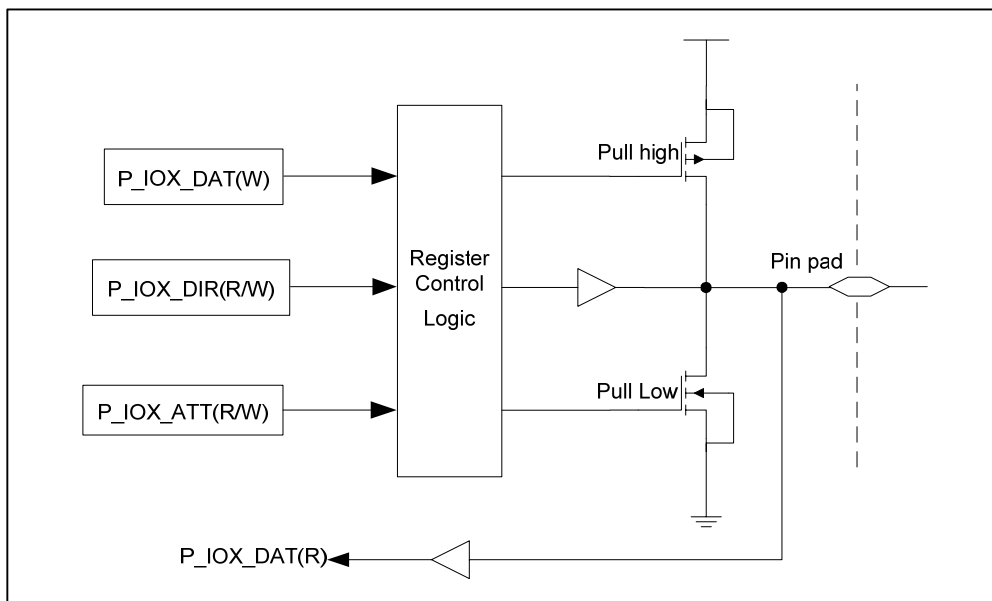 Pull high
P_IOX_DAT(W)
Register
Control
Logic
Pin pad
P_IOX_DIR(R/W)
Pull Low
P_IOX_ATT(R/W)
P_IOX_DAT(R)